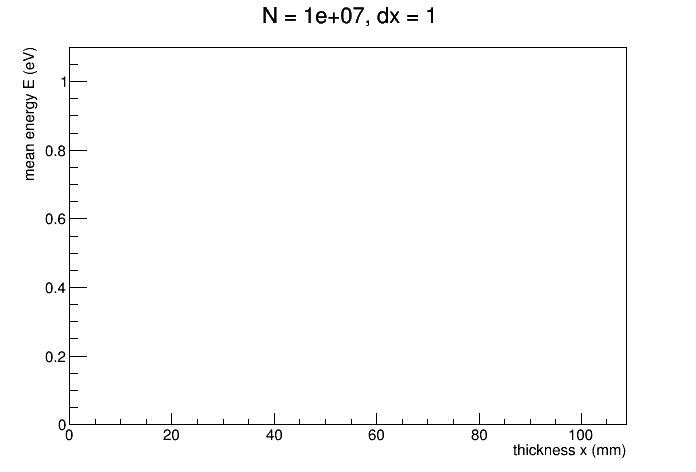 N = 1e+07, dx = 1
mean energy E (eV)
1
0.8
0.6
0.4
0.2
0
0 20 40 60 80 100
thickness x (mm)